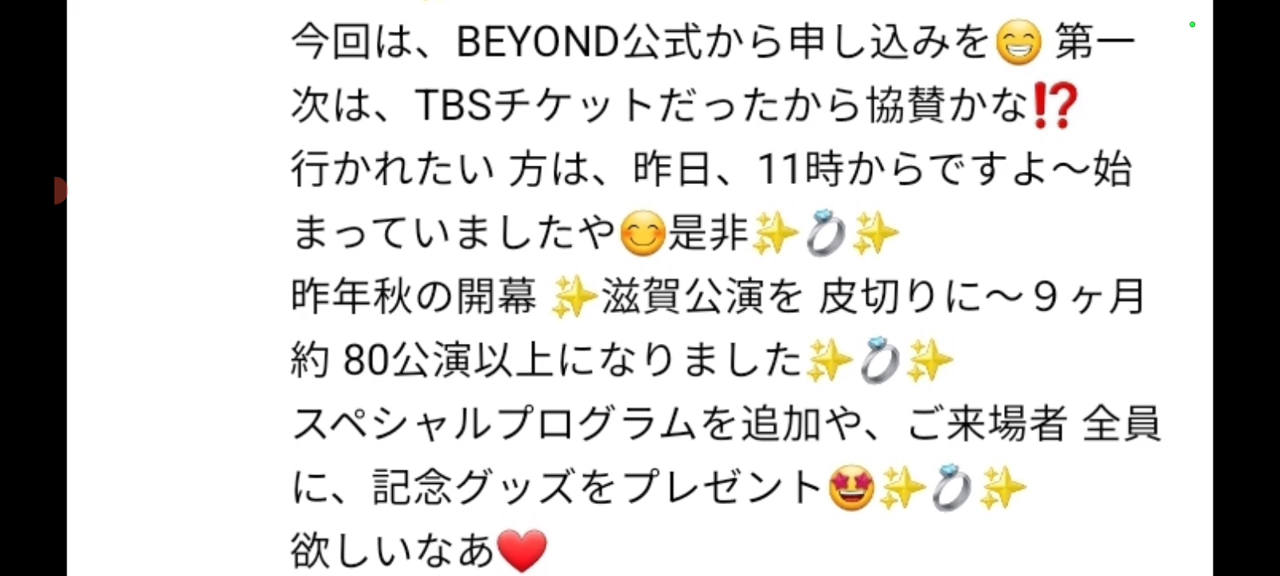 今回は、BEYOND公式から申し込みを😁 第一
次は、TBSチケットだったから協賛かな⁉️
行かれたい 方は、昨日、11時からですよ〜始
まっていましたや😊是非✨💍✨
昨年秋の開幕 ✨滋賀公演を 皮切りに〜９ヶ月
約 80公演以上になりました✨💍✨
スペシャルプログラムを追加や、ご来場者 全員
に、記念グッズをプレゼント🤩✨💍✨
欲しいなあ❤️